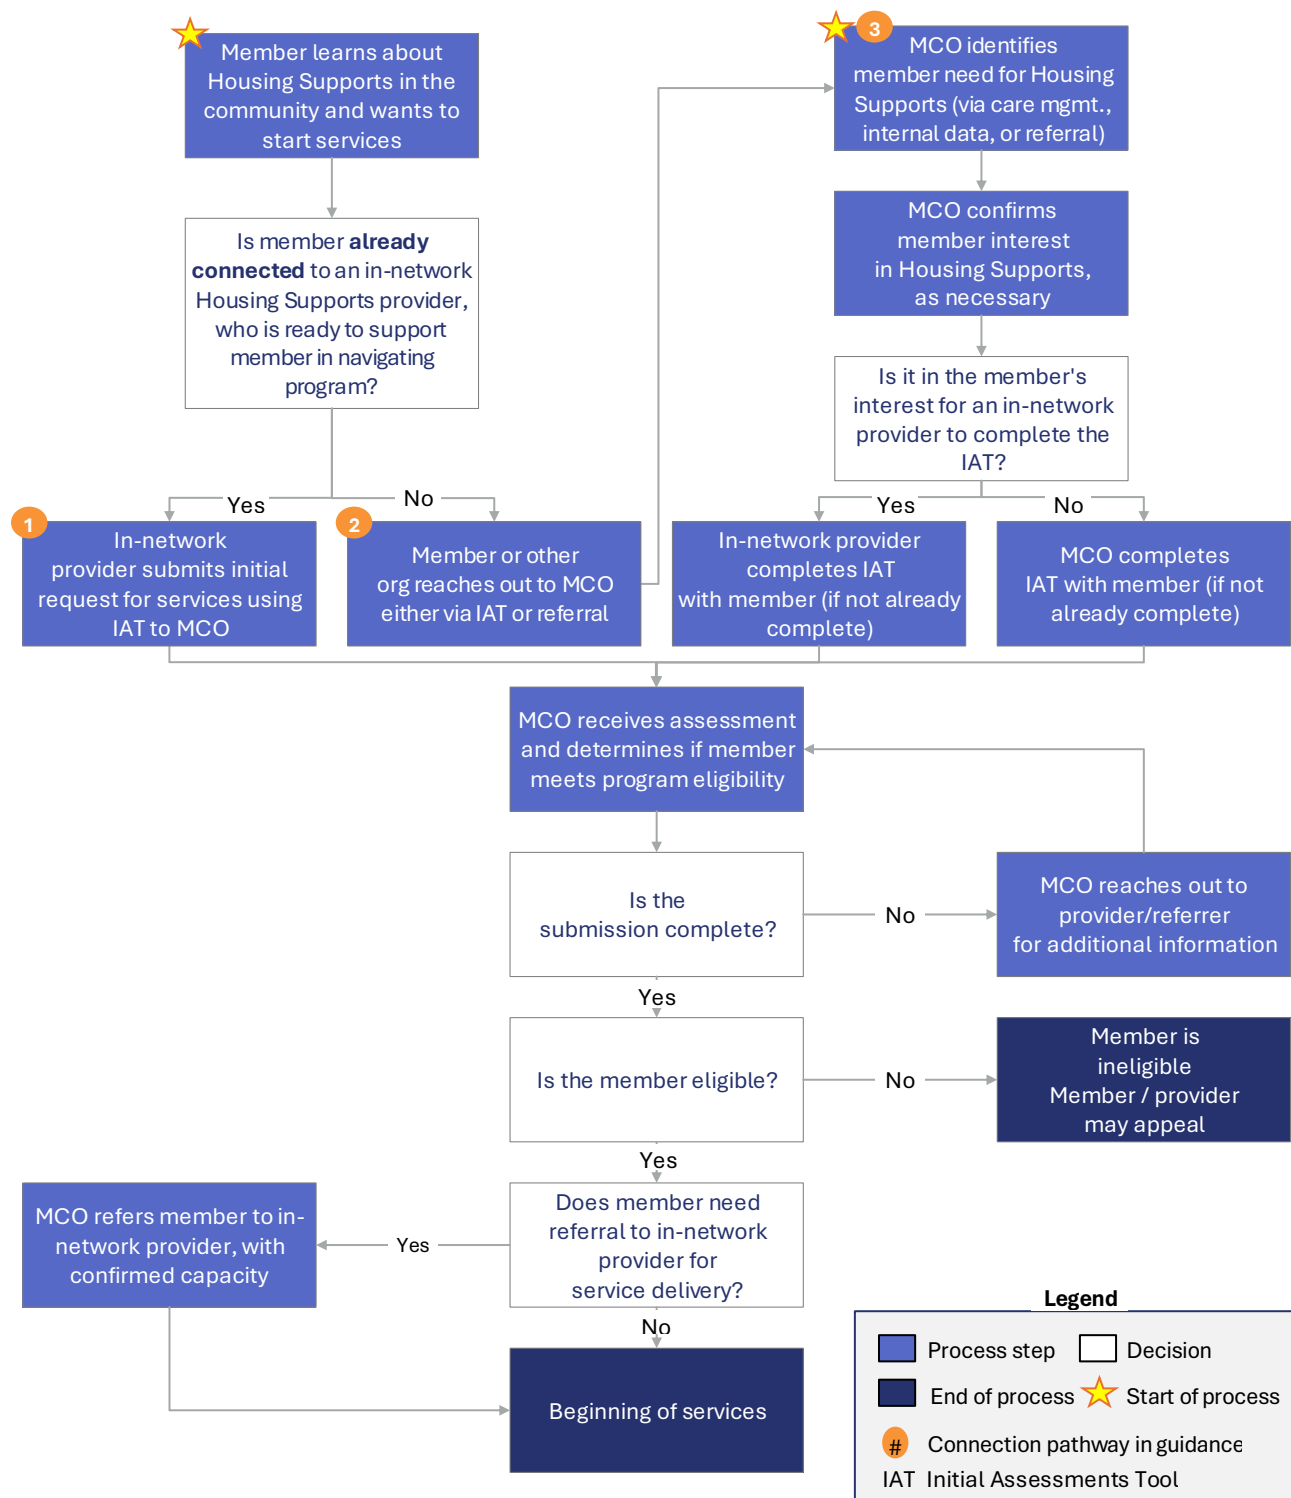 Member learns about
Housing Supports in the
community and wants to
start services
3
MCO identifies
member need for Housing
Supports (via care mgmt.,
internal data, or referral)
MCO confirms
member interest
in Housing Supports,
as necessary
Is member already
connected to an in-network
Housing Supports provider,
who is ready to support
member in navigating
program?
Is it in the member's
interest for an in-network
provider to complete the
IAT?
Yes
No
Yes
No
1
In-network
provider submits initial
request for services using
IAT to MCO
2
Member or other
org reaches out to MCO
either via IAT or referral
In-network provider
completes IAT
with member (if not already
complete)
MCO completes
IAT with member (if not
already complete)
MCO receives assessment
and determines if member
meets program eligibility
Is the
submission complete?
No
MCO reaches out to
provider/referrer
for additional information
Yes
Is the member eligible?
No
Member is
ineligible
Member / provider
may appeal
Yes
Does member need
referral to in-network
provider for
service delivery?
Yes
MCO refers member to in-
network provider, with
confirmed capacity
No
Beginning of services
Legend
Process step
Decision
End of process
Start of process
# Connection pathway in guidance
IAT Initial Assessments Tool